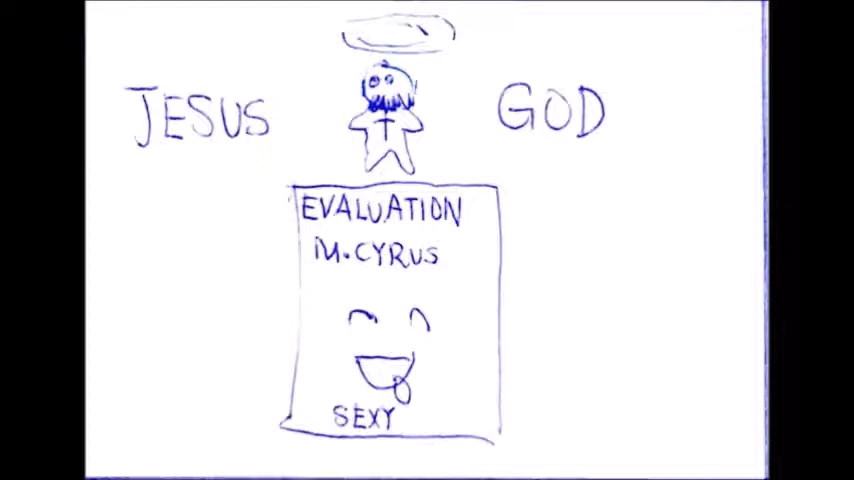 JESUS
GOD
EVALUATION
M.CYRUS
SEXY